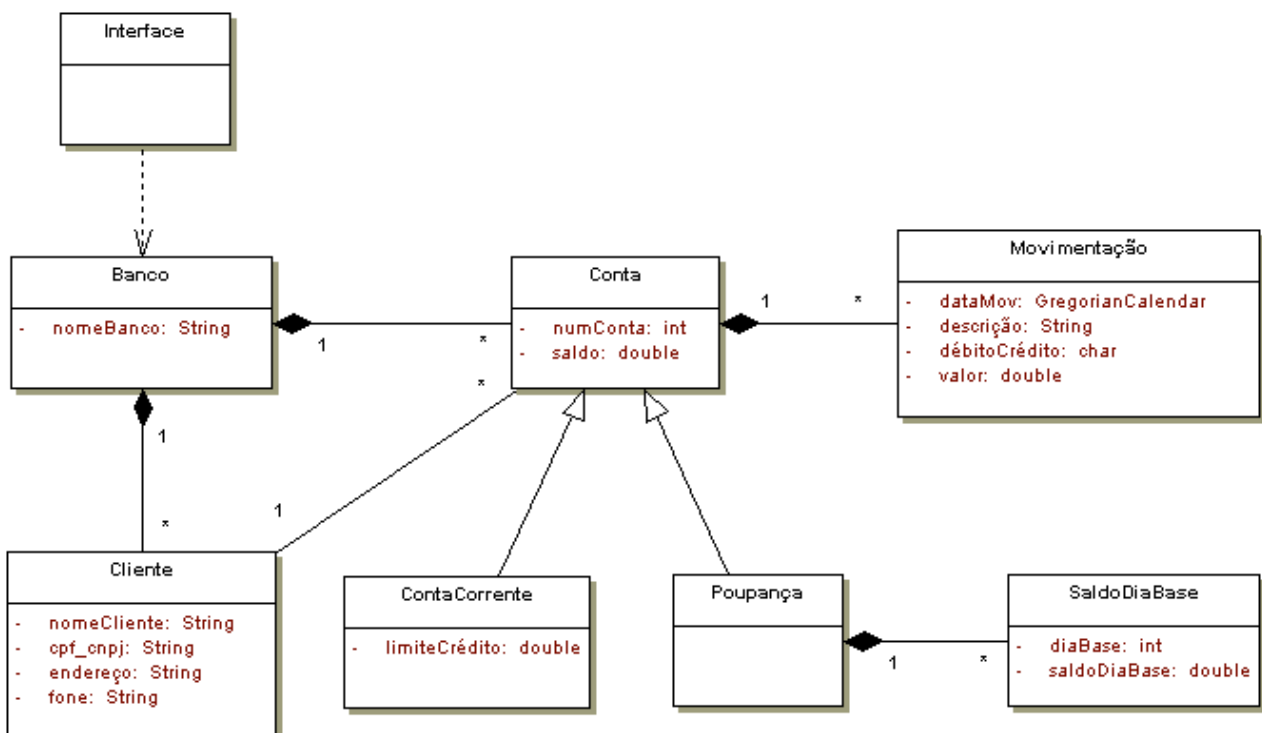 Interface
Banco
- nomeBanco: String
1
*
*
Conta
- numConta: int
- saldo: double
1
*
Movimentação
- dataMov: GregorianCalendar
- descrição: String
- débitoCrédito: char
- valor: double
1
*
1
Cliente
- nomeCliente: String
- cpf_cnpj: String
- endereço: String
- fone: String
ContaCorrente
- limiteCrédito: double
Poupança
1
*
SaldoDiaBase
- diaBase: int
- saldoDiaBase: double